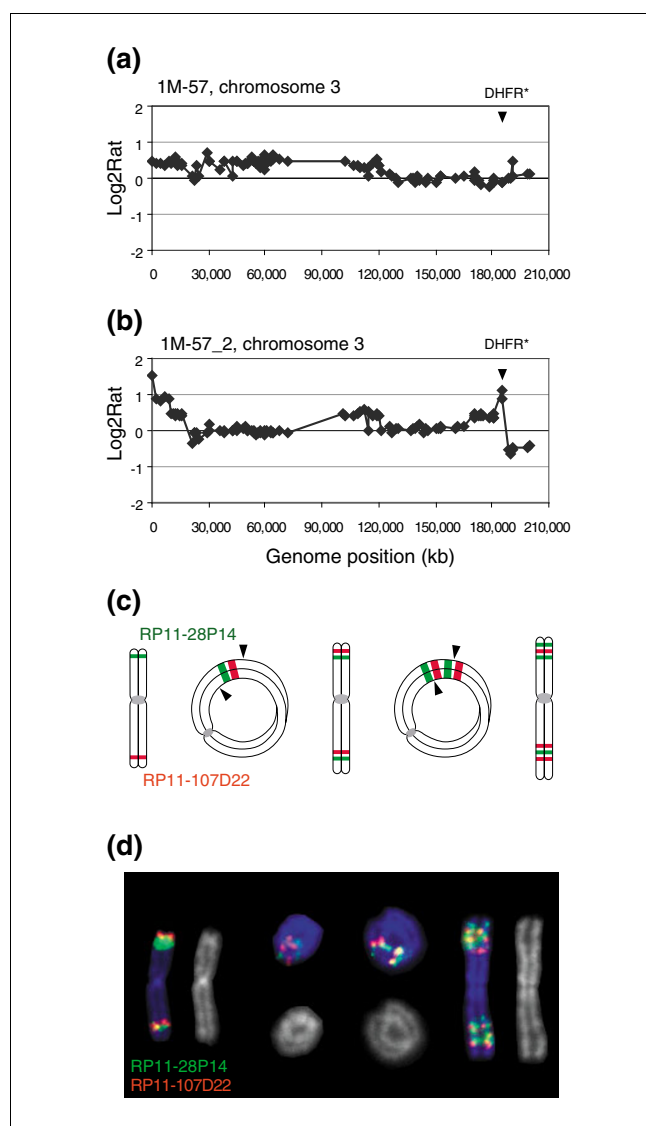 (a)
1M-57, chromosome 3
DHFR*
Log2Rat
2
1
0
-1
-2
0 30,000 60,000 90,000 120,000 150,000 180,000 210,000
(b)
1M-57_2, chromosome 3
DHFR*
Log2Rat
2
1
0
-1
-2
0 30,000 60,000 90,000 120,000 150,000 180,000 210,000
Genome position (kb)
(c)
RP11-28P14
RP11-107D22
(d)
RP11-28P14
RP11-107D22